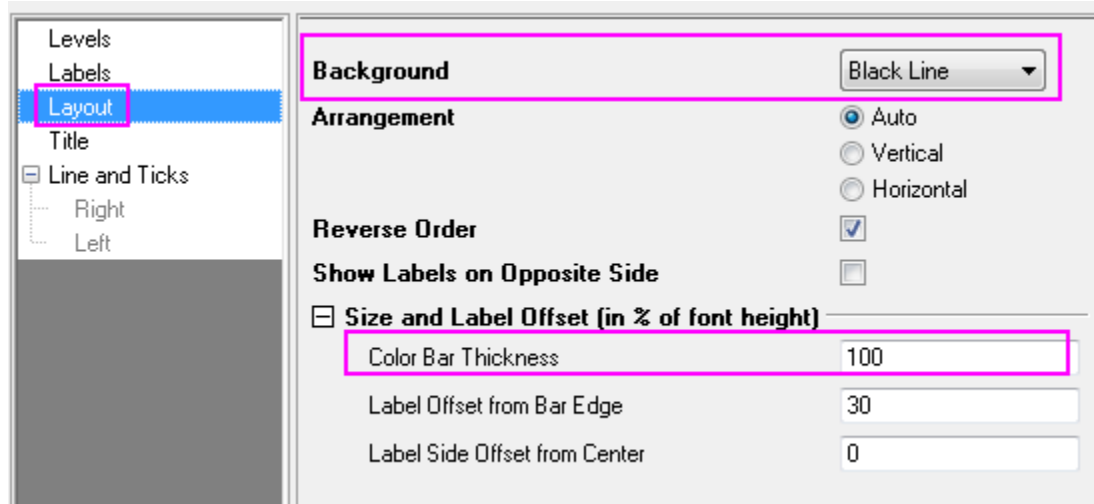 Levels
Labels
Layout
Title
Line and Ticks
Right
Left
Background Black Line
Arrangement Auto
Vertical
Horizontal
Reverse Order
Show Labels on Opposite Side
Size and Label Offset (in % of font height)
Color Bar Thickness 100
Label Offset from Bar Edge 30
Label Side Offset from Center 0